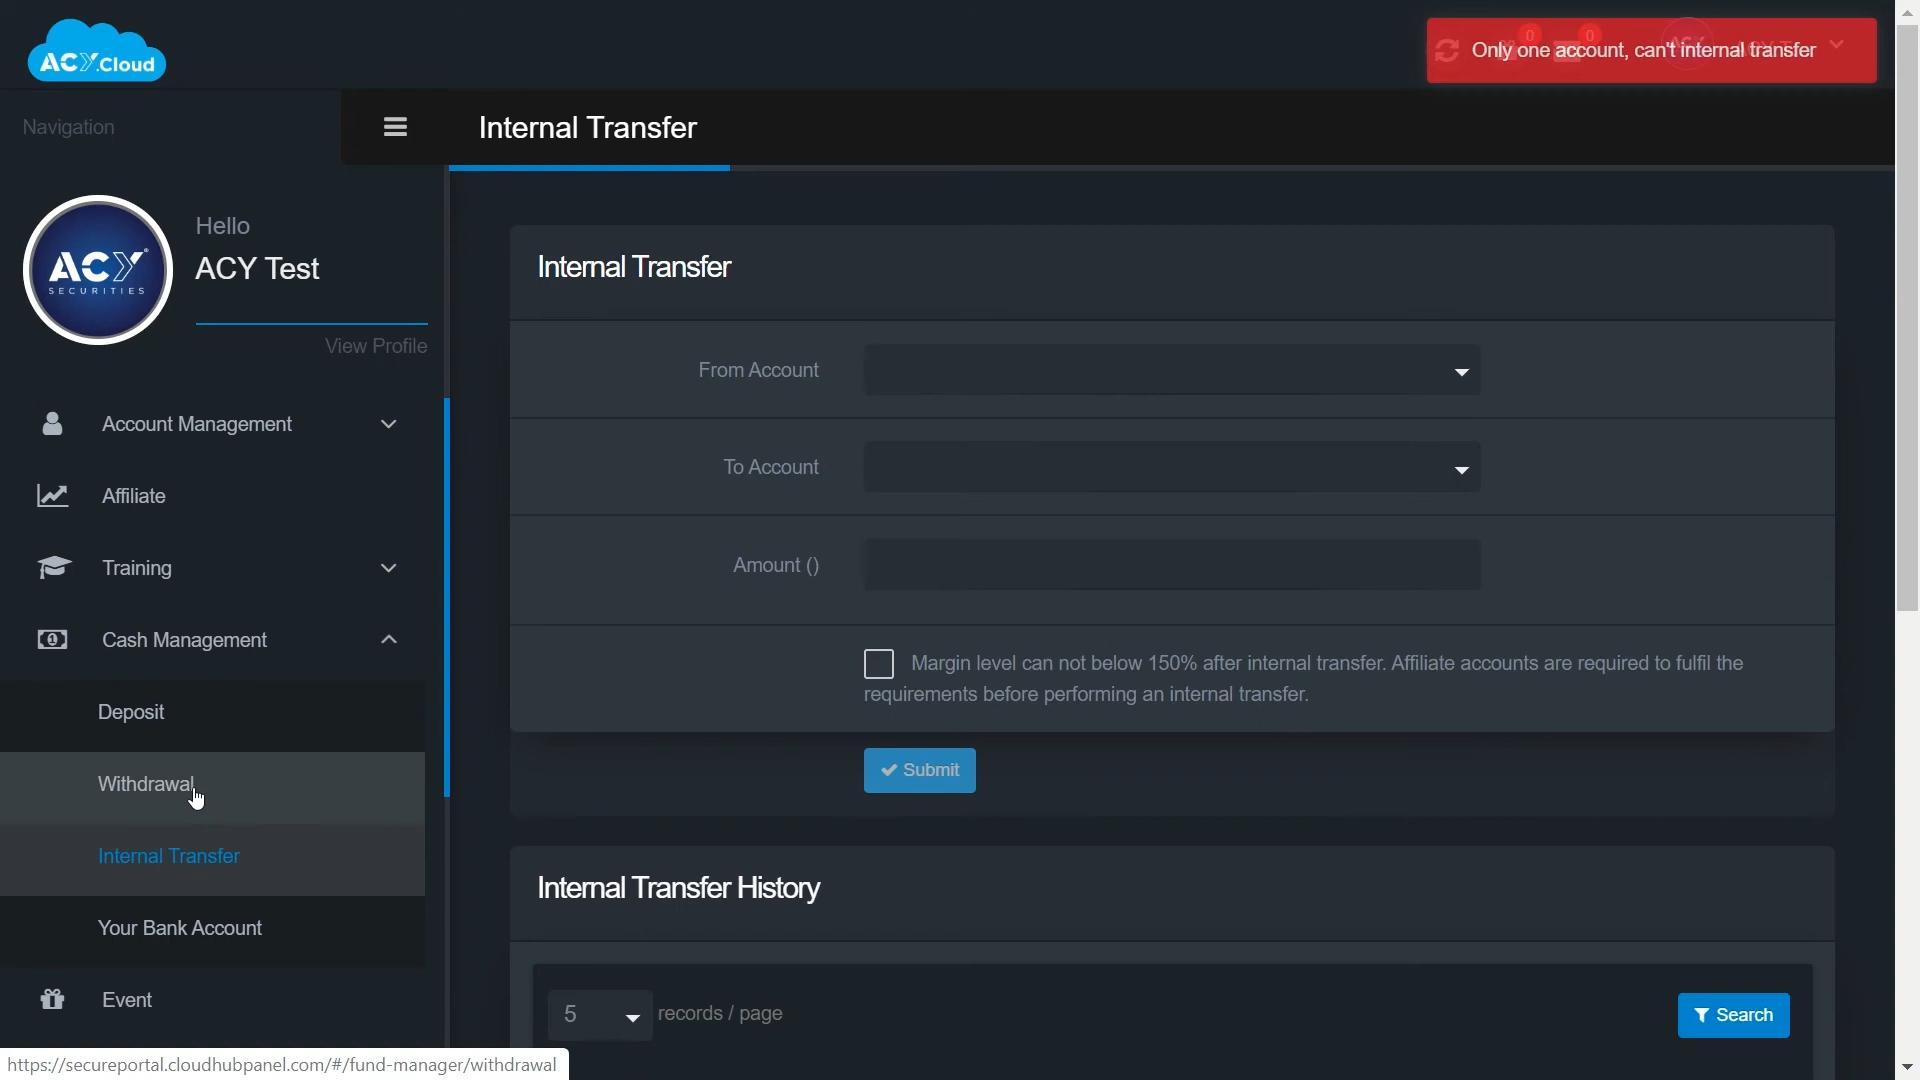 ACY.Cloud
0
0
Only one account, can't internal transfer
Navigation
Internal Transfer
ACY
SECURITIES
Hello
ACY Test
View Profile
Account Management
Affiliate
Training
Cash Management
Deposit
Withdrawal
Internal Transfer
Your Bank Account
Event
Internal Transfer
From Account
To Account
Amount ()
Margin level can not below 150% after internal transfer. Affiliate accounts are required to fulfil the
requirements before performing an internal transfer.
Submit
Internal Transfer History
5 records / page
Search
https://secureportal.cloudhubpanel.com/#/fund-manager/withdrawal